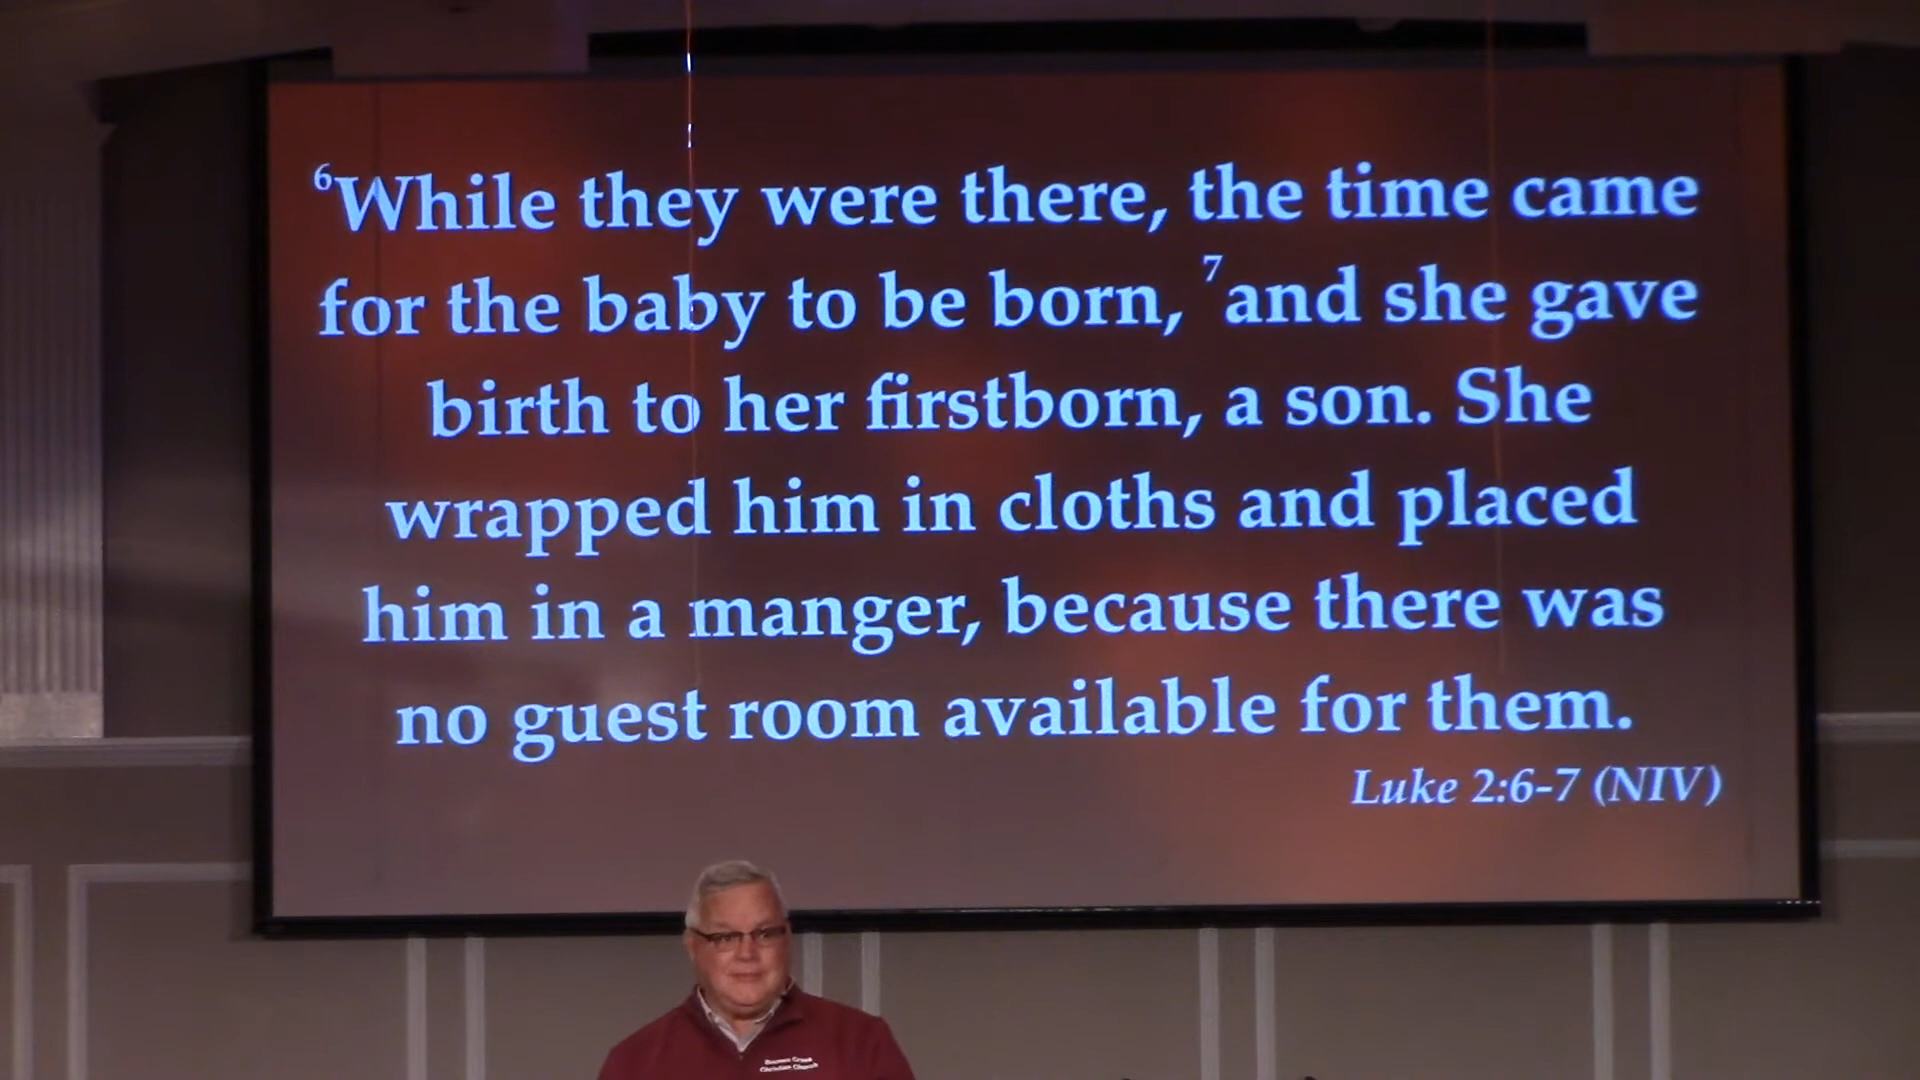 ⁶While they were there, the time came
for the baby to be born, ⁷and she gave
birth to her firstborn, a son. She
wrapped him in cloths and placed
him in a manger, because there was
no guest room available for them.
Luke 2:6-7 (NIV)
Christian Church